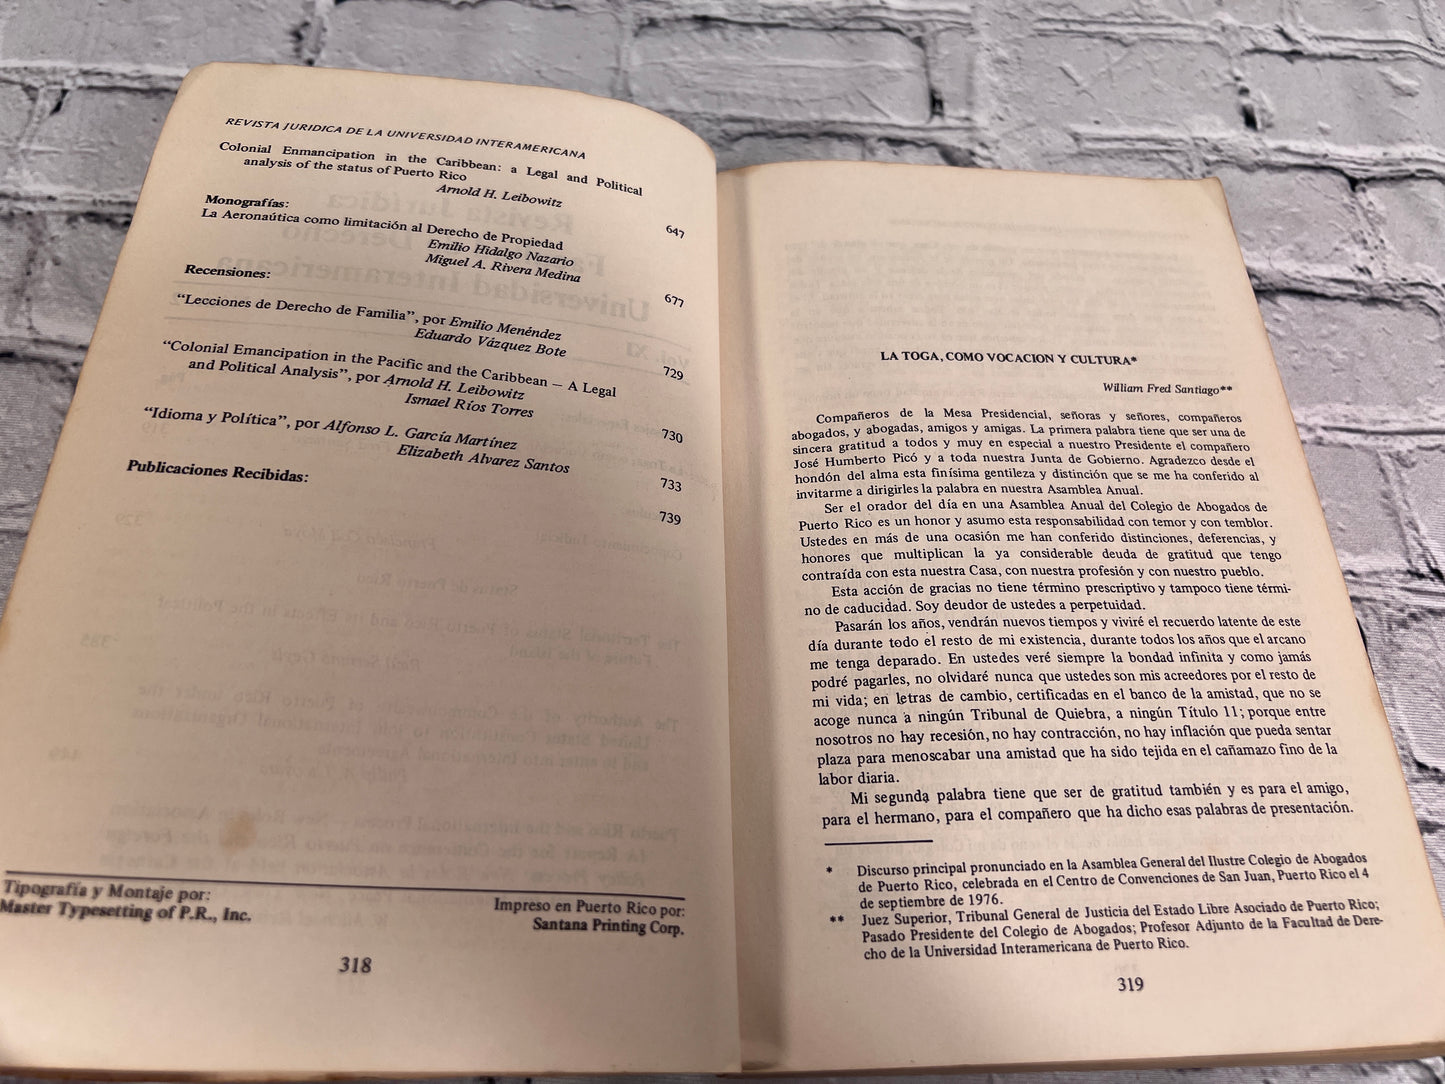 REVISTA JURIDICA DE LA UNIVERSIDAD INTERAMERICANA
Colonial Enmancipation in the Caribbean: a Legal and Political
analysis of the status of Puerto Rico
Arnold H. Leibowitz
647
Monografías:
La Aeronaútica como limitación al Derecho de Propiedad
Emilio Hidalgo Nazario
Miguel A. Rivera Medina
677
Recensiones:
“Lecciones de Derecho de Familia”, por Emilio Menéndez
Eduardo Vázquez Bote
729
“Colonial Emancipation in the Pacific and the Caribbean — A Legal
and Political Analysis”, por Arnold H. Leibowitz
Ismael Ríos Torres
730
“Idioma y Política”, por Alfonso L. García Martínez
Elizabeth Alvarez Santos
733
Publicaciones Recibidas:
739
Tipografía y Montaje por:
Master Typesetting of P.R., Inc.
Impreso en Puerto Rico por:
Santana Printing Corp.
318
LA TOGA, COMO VOCACION Y CULTURA*
William Fred Santiago**
Compañeros de la Mesa Presidencial, señoras y señores, compañeros
abogados, y abogadas, amigos y amigas. La primera palabra tiene que ser una de
sincera gratitud a todos y muy en especial a nuestro Presidente el compañero
José Humberto Picó y a toda nuestra Junta de Gobierno. Agradezco desde el
hondón del alma esta finísima gentileza y distinción que se me ha conferido al
invitarme a dirigirles la palabra en nuestra Asamblea Anual.
Ser el orador del día en una Asamblea Anual del Colegio de Abogados de
Puerto Rico es un honor y asumo esta responsabilidad con temor y con temblor.
Ustedes en más de una ocasión me han conferido distinciones, deferencias, y
honores que multiplican la ya considerable deuda de gratitud que tengo
contraída con esta nuestra Casa, con nuestra profesión y con nuestro pueblo.
Esta acción de gracias no tiene término prescriptivo y tampoco tiene térmi-
no de caducidad. Soy deudor de ustedes a perpetuidad.
Pasarán los años, vendrán nuevos tiempos y viviré el recuerdo latente de este
día durante todo el resto de mi existencia, durante todos los años que el arcano
me tenga deparado. En ustedes veré siempre la bondad infinita y como jamás
podré pagarles, no olvidaré nunca que ustedes son mis acreedores por el resto de
mi vida; en letras de cambio, certificadas en el banco de la amistad, que no se
acoge nunca a ningún Tribunal de Quiebra, a ningún Título 11; porque entre
nosotros no hay recesión, no hay contracción, no hay inflación que pueda sentar
plaza para menoscabar una amistad que ha sido tejida en el cañamazo fino de la
labor diaria.
Mi segunda palabra tiene que ser de gratitud también y es para el amigo,
para el hermano, para el compañero que ha dicho esas palabras de presentación.
* Discurso principal pronunciado en la Asamblea General del Ilustre Colegio de Abogados
de Puerto Rico, celebrada en el Centro de Convenciones de San Juan, Puerto Rico el 4
de septiembre de 1976.
** Juez Superior, Tribunal General de Justicia del Estado Libre Asociado de Puerto Rico;
Pasado Presidente del Colegio de Abogados; Profesor Adjunto de la Facultad de Dere-
cho de la Universidad Interamericana de Puerto Rico.
319